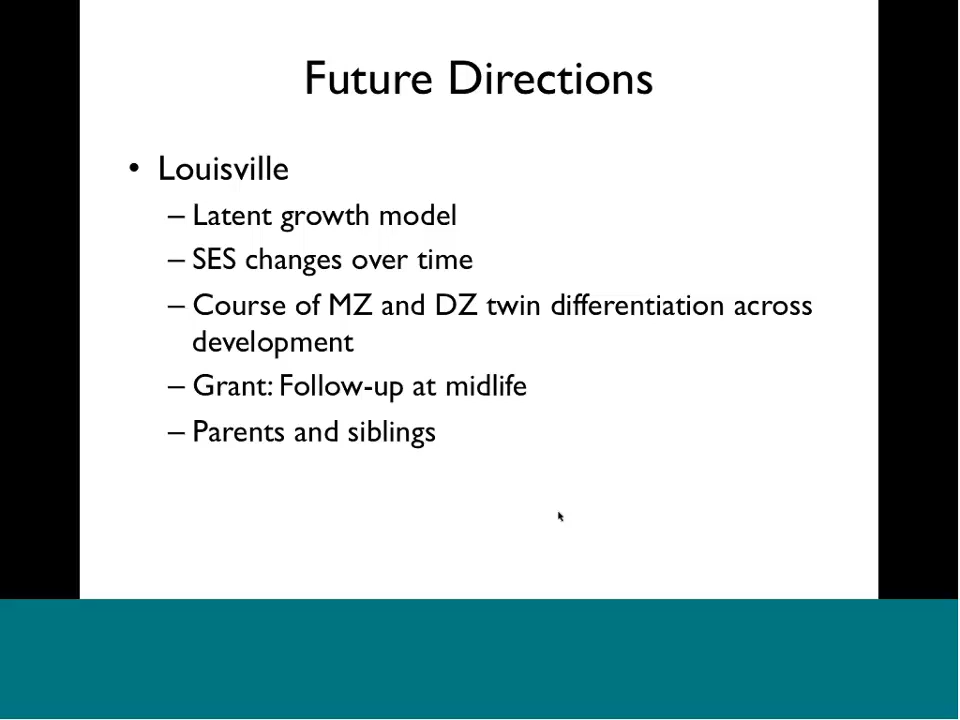 Future Directions
• Louisville
– Latent growth model
– SES changes over time
– Course of MZ and DZ twin differentiation across
development
– Grant: Follow-up at midlife
– Parents and siblings